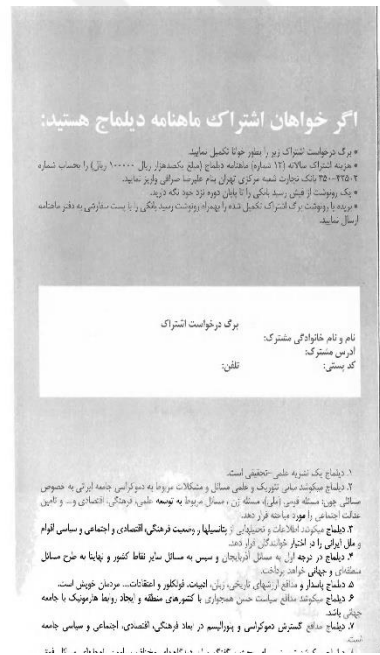 اگر خواهان اشتراک ماهنامه دیلماج هستید:
• برگ درخواست اشتراک زیر را بطور خوانا تکمیل نمایید.
• هزینه اشتراک سالانه (۱۲ شماره) ماهنامه دیلماج (مبلغ یکصدهزار ریال ۱۰۰۰۰۰ ریال) را بحساب شماره
بانک تجارت شعبه مرکزی تهران بنام علیرضا صرافی واریز نمایید.
• یک رونوشت از فیش رسید بانکی را تا پایان دوره نزد خود نگه دارید.
• بریده یا رونوشت برگ اشتراک تکمیل شده را بهمراه رونوشت رسید بانکی را با پست سفارشی به دفتر ماهنامه
ارسال نمایید.
برگ درخواست اشتراک
نام و نام خانوادگی مشترک:
آدرس مشترک:
کد پستی: تلفن:
۱. دیلماج یک نشریه علمی-تحقیقی است.
۲. دیلماج میکوشد مبانی تئوریک و علمی مسائل و مشکلات مربوط به دموکراسی جامعه ایرانی به خصوص
مسائلی چون: مسئله قومی (ملی)، مسئله زن، مسائل مربوط به توسعه علمی، فرهنگی، اقتصادی و... و تامین
عدالت اجتماعی را مورد مباحثه قرار دهد.
۳. دیلماج میکوشد اطلاعات و تحلیلهایی از پتانسیلها و وضعیت فرهنگی، اقتصادی و اجتماعی و سیاسی اقوام
و ملل ایرانی را در اختیار خوانندگان قرار دهد.
۴. دیلماج در درجه اول به مسائل آذربایجان و سپس به مسائل سایر نقاط کشور و نهایتا به طرح مسائل
منطقه‌ای و جهانی خواهد پرداخت.
۵. دیلماج پاسدار و مدافع ارزشهای تاریخی، زبان، ادبیات، فولکلور و اعتقادات... مردمان خویش است.
۶. دیلماج میکوشد مدافع سیاست حسن همجواری با کشورهای منطقه و ایجاد روابط هارمونیک با جامعه
جهانی باشد.
۷. دیلماج مدافع گسترش دموکراسی و پلورالیسم در ابعاد فرهنگی، اقتصادی، اجتماعی و سیاسی جامعه
است.